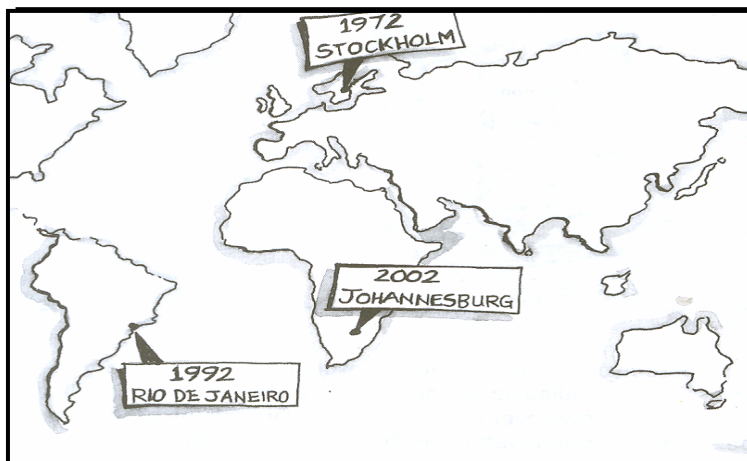 1972
STOCKHOLM
2002
JOHANNESBURG
1992
RIO DE JANEIRO